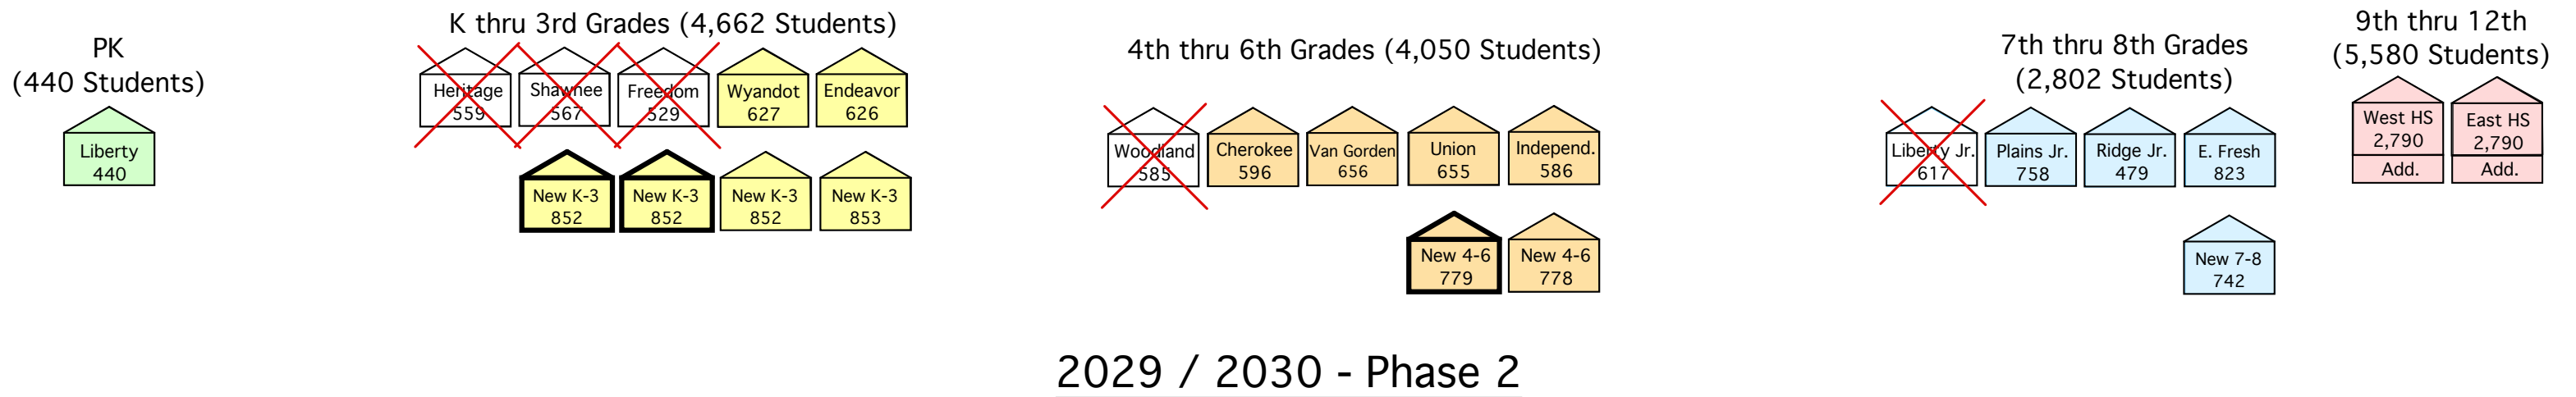 PK
(440 Students)
Liberty
440
K thru 3rd Grades (4,662 Students)
Heritage
559
Shawnee
567
Freedom
529
Wyandot
627
Endeavor
626
New K-3
852
New K-3
852
New K-3
852
New K-3
853
4th thru 6th Grades (4,050 Students)
Woodland
585
Cherokee
596
Van Gorden
656
Union
655
Independ.
586
New 4-6
779
New 4-6
778
7th thru 8th Grades
(2,802 Students)
Liberty Jr.
617
Plains Jr.
758
Ridge Jr.
479
E. Fresh
823
New 7-8
742
9th thru 12th
(5,580 Students)
West HS
2,790
Add.
East HS
2,790
Add.
2029 / 2030 - Phase 2